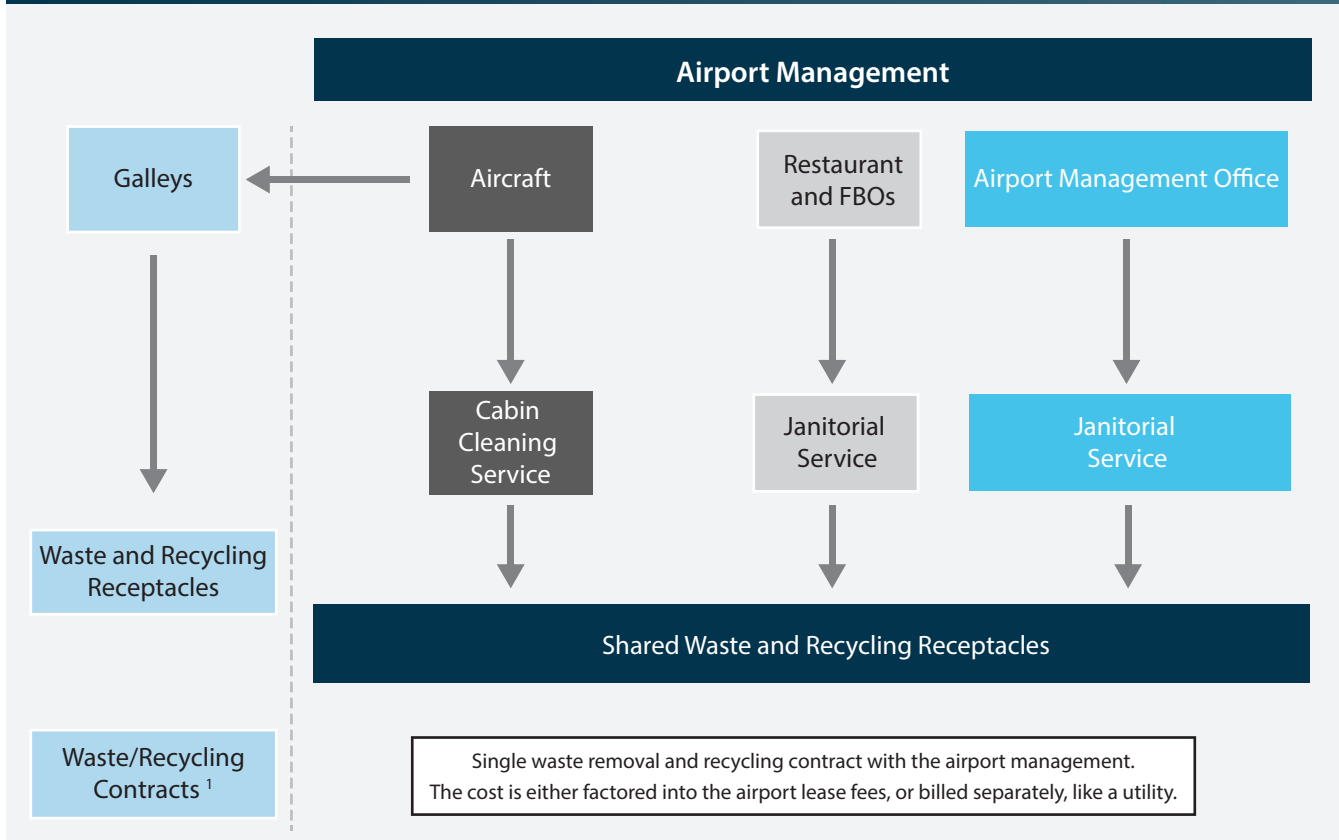 Airport Management
Galleys
Aircraft
Restaurant
and FBOs
Airport Management Office
Cabin
Cleaning
Service
Janitorial
Service
Janitorial
Service
Waste and Recycling
Receptacles
Shared Waste and Recycling Receptacles
Waste/Recycling
Contracts 1
Single waste removal and recycling contract with the airport management.
The cost is either factored into the airport lease fees, or billed separately, like a utility.